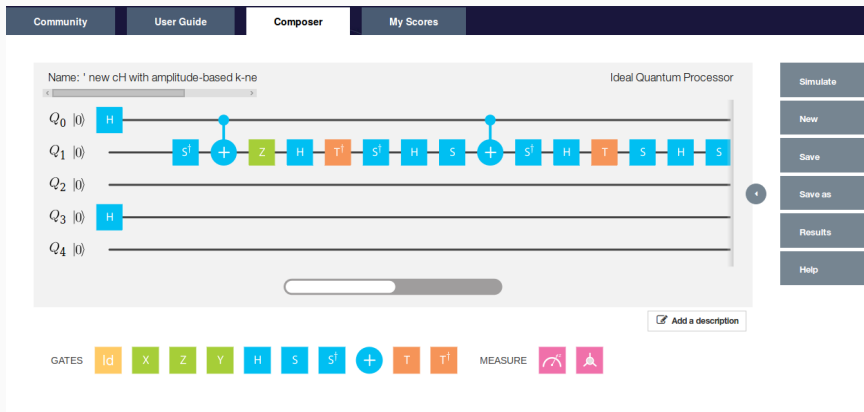 Community User Guide Composer My Scores
Name: ' new cH with amplitude-based k-ne Ideal Quantum Processor
Simulate
New
Save
Save as
Results
Help
Q0 |0⟩ H
Q1 |0⟩ S† + Z H T† S† H S + S† H T S H S
Q2 |0⟩
Q3 |0⟩ H
Q4 |0⟩
Add a description
GATES Id X Z Y H S S† + T T† MEASURE